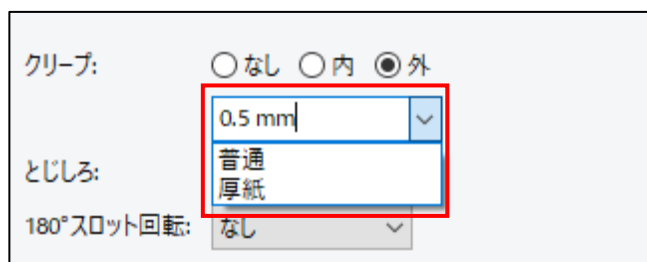 クリープ: なし 内 外
0.5 mm
普通
とじしろ:
厚紙
180°スロット回転: なし